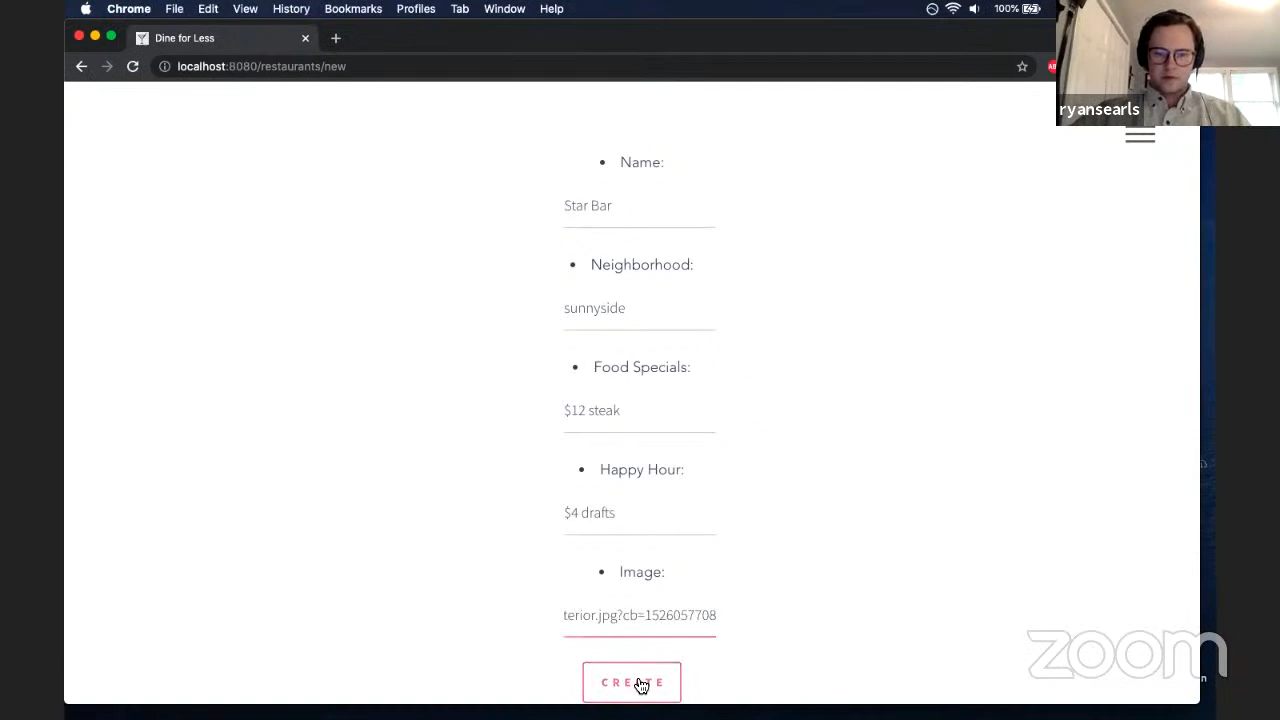 Chrome File Edit View History Bookmarks Profiles Tab Window Help 100%
Dine for Less
localhost:8080/restaurants/new
ryansearls
Name:
Star Bar
Neighborhood:
sunnyside
Food Specials:
$12 steak
Happy Hour:
$4 drafts
Image:
terior.jpg?cb=1526057708
CREATE
zoom